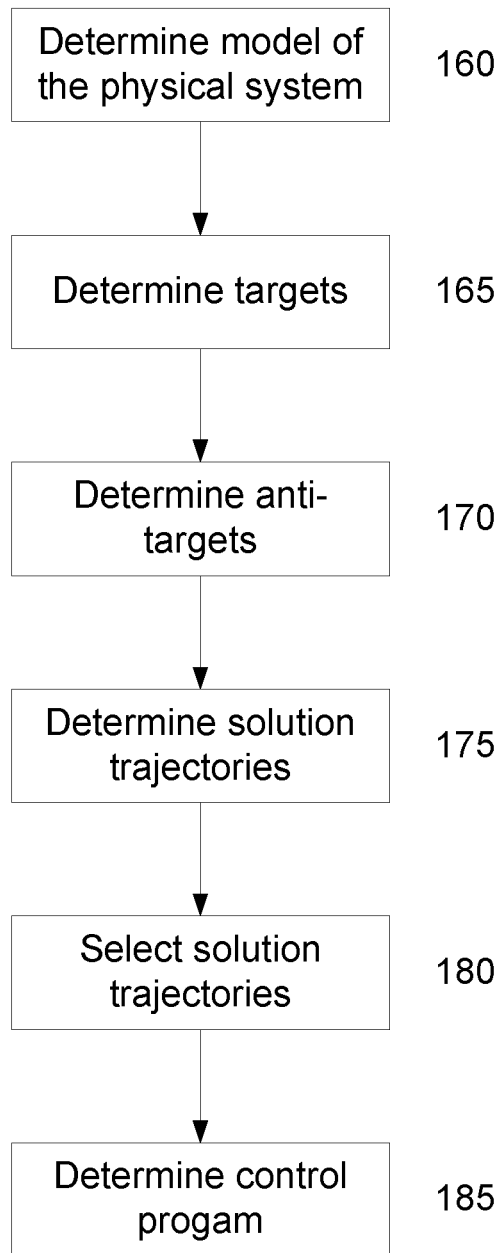 Determine model of
the physical system
160
Determine targets
165
Determine anti-
targets
170
Determine solution
trajectories
175
Select solution
trajectories
180
Determine control
progam
185